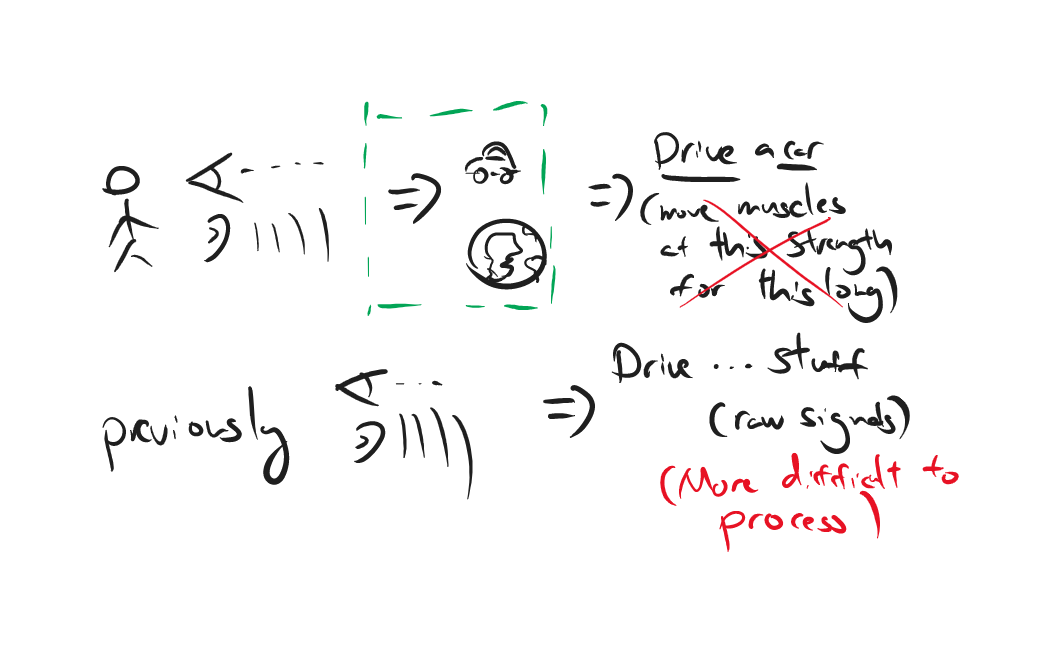 Drive a car
(move muscles
at this strength
for this long)
previously
Drive ... stuff
(raw signals)
(More difficult to
process)